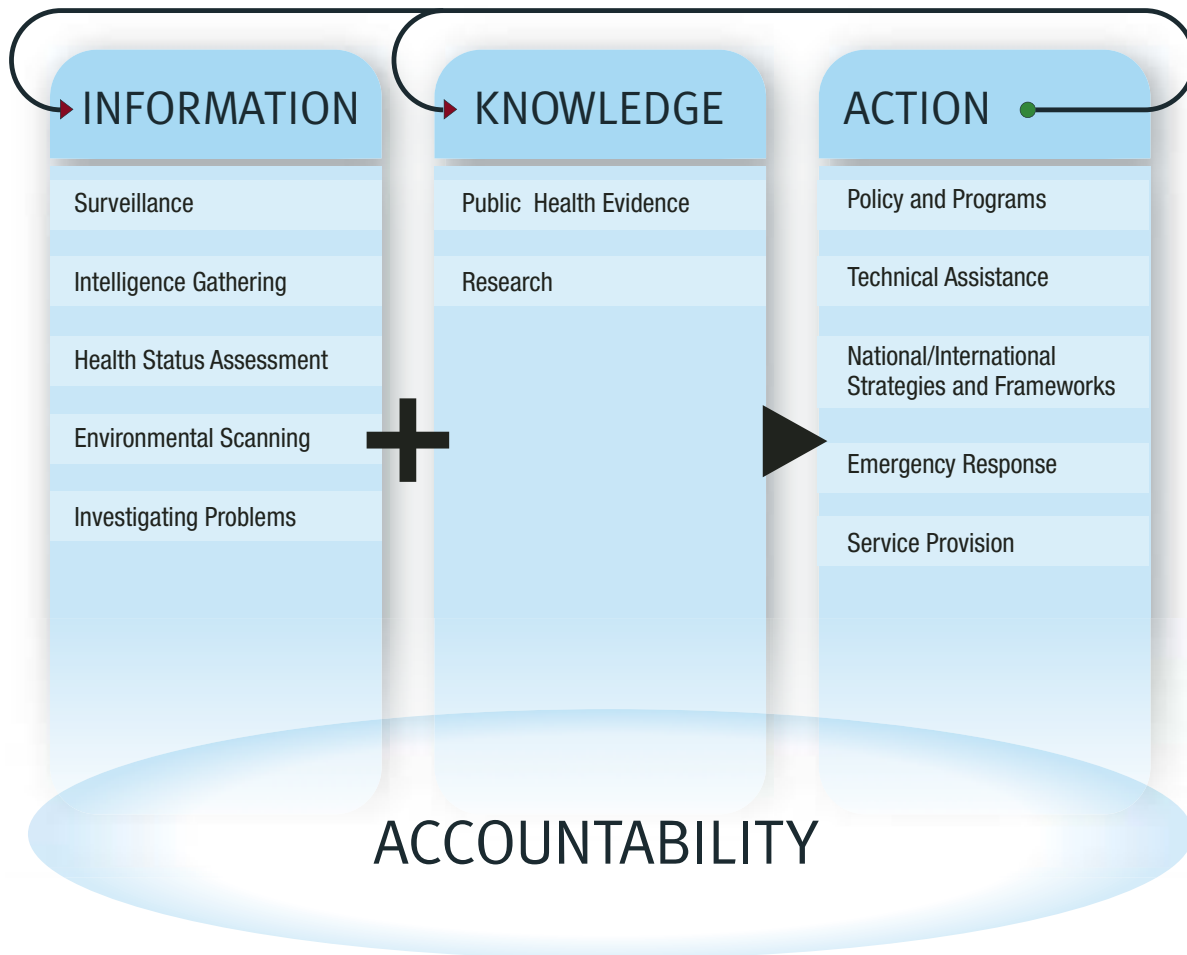 INFORMATION
Surveillance
Intelligence Gathering
Health Status Assessment
Environmental Scanning
Investigating Problems
KNOWLEDGE
Public Health Evidence
Research
ACTION
Policy and Programs
Technical Assistance
National/International
Strategies and Frameworks
Emergency Response
Service Provision
ACCOUNTABILITY